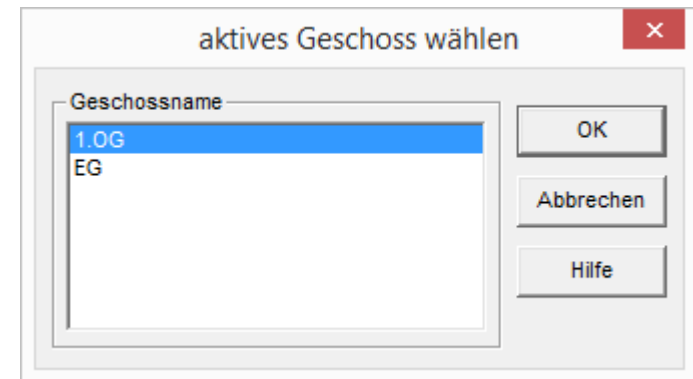 aktives Geschoss wählen
Geschossname
1.OG
EG
OK
Abbrechen
Hilfe